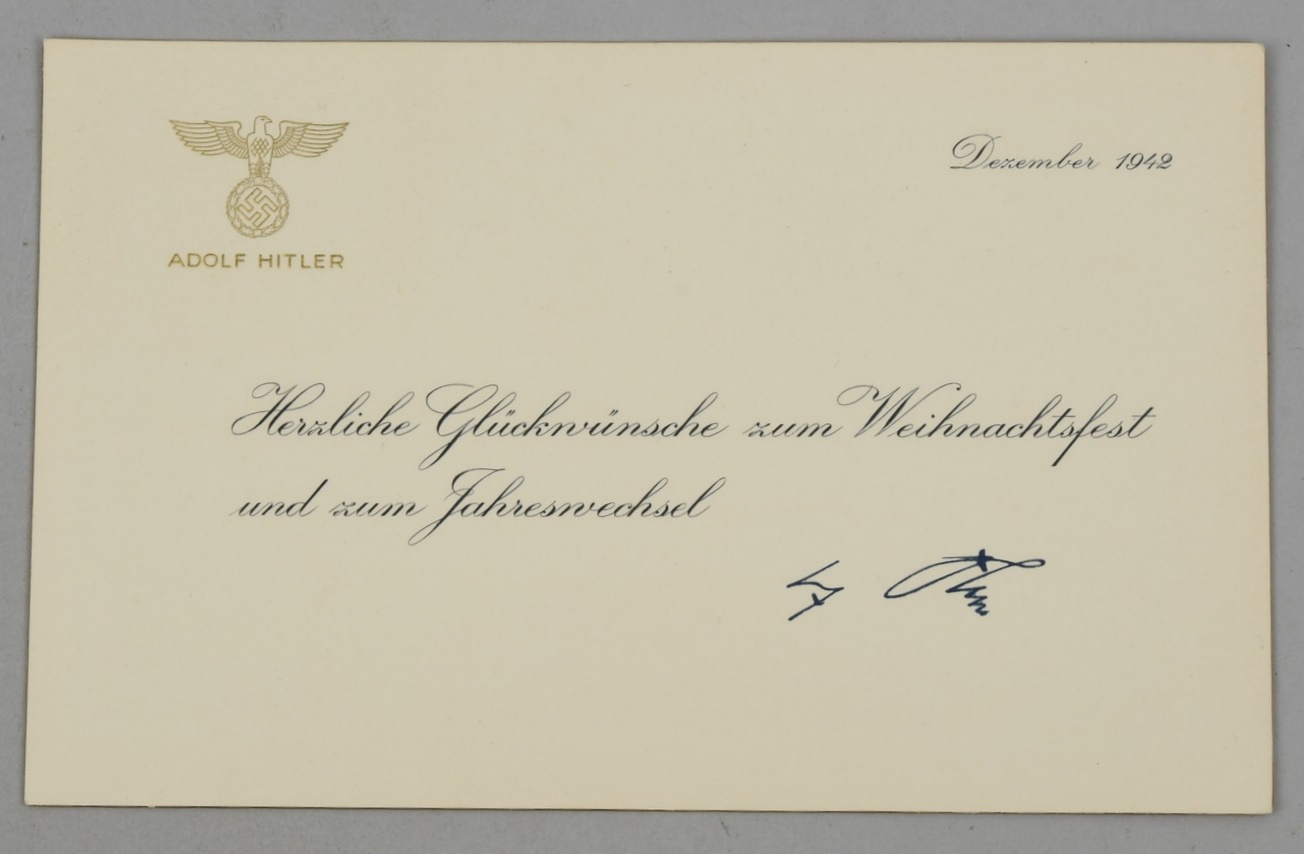 Dezember 1942
ADOLF HITLER
Herzliche Glückwünsche zum Weihnachtsfest
und zum Jahreswechsel